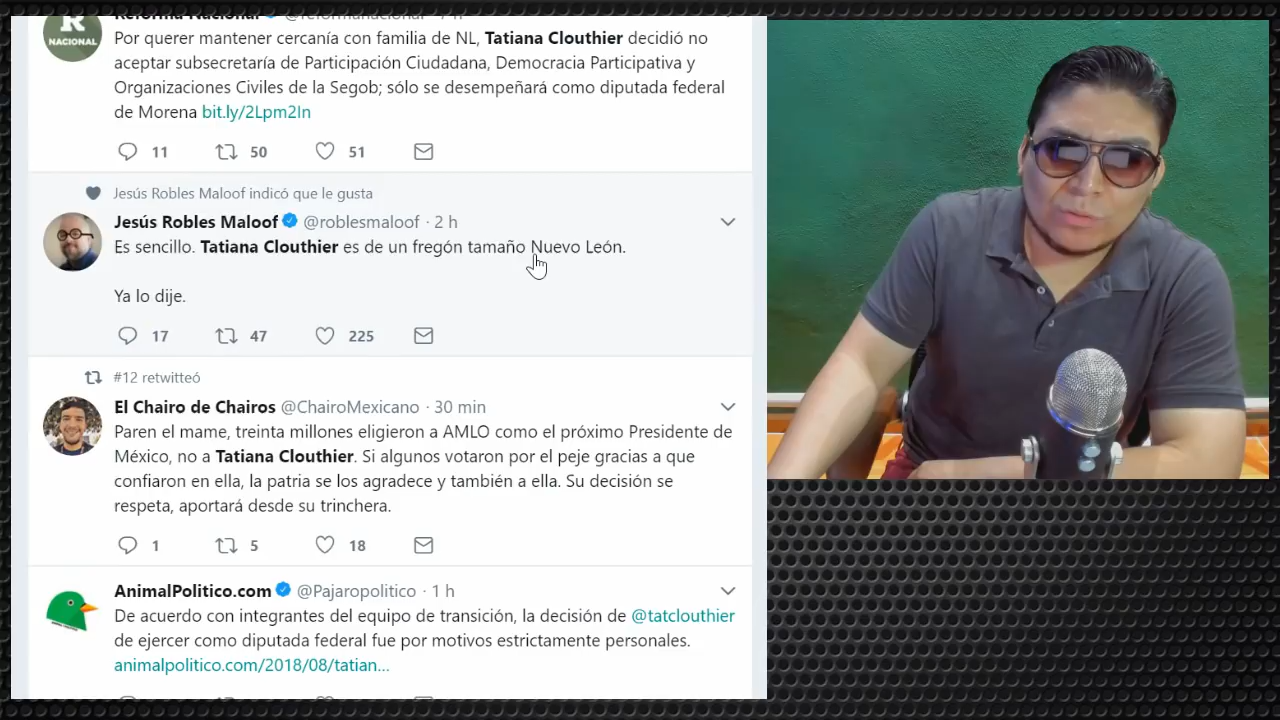 R
NACIONAL
Reforma Nacional @reformanacional · 7 h
Por querer mantener cercanía con familia de NL, Tatiana Clouthier decidió no
aceptar subsecretaría de Participación Ciudadana, Democracia Participativa y
Organizaciones Civiles de la Segob; sólo se desempeñará como diputada federal
de Morena bit.ly/2Lpm2In
11 50 51
Jesús Robles Maloof indicó que le gusta
Jesús Robles Maloof @roblesmaloof · 2 h
Es sencillo. Tatiana Clouthier es de un fregón tamaño Nuevo León.
Ya lo dije.
17 47 225
#12 retwitteó
El Chairo de Chairos @ChairoMexicano · 30 min
Paren el mame, treinta millones eligieron a AMLO como el próximo Presidente de
México, no a Tatiana Clouthier. Si algunos votaron por el peje gracias a que
confiaron en ella, la patria se los agradece y también a ella. Su decisión se
respeta, aportará desde su trinchera.
1 5 18
AnimalPolitico.com @Pajaropolitico · 1 h
De acuerdo con integrantes del equipo de transición, la decisión de @tatclouthier
de ejercer como diputada federal fue por motivos estrictamente personales.
animalpolitico.com/2018/08/tatian...